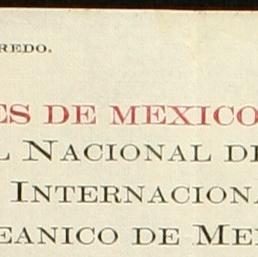 REDO.
ES DE MEXICO
L NACIONAL DE
INTERNACIONA
EANICO DE ME